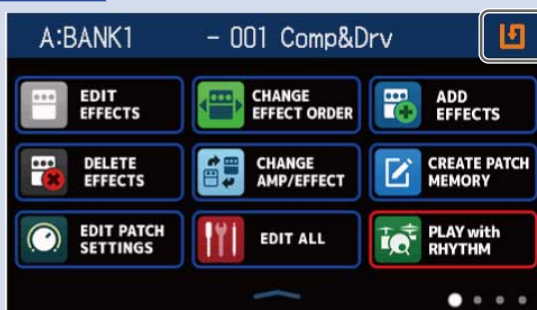 A:BANK1 - 001 Comp&Drv
EDIT EFFECTS
CHANGE EFFECT ORDER
ADD EFFECTS
DELETE EFFECTS
CHANGE AMP/EFFECT
CREATE PATCH MEMORY
EDIT PATCH SETTINGS
EDIT ALL
PLAY with RHYTHM